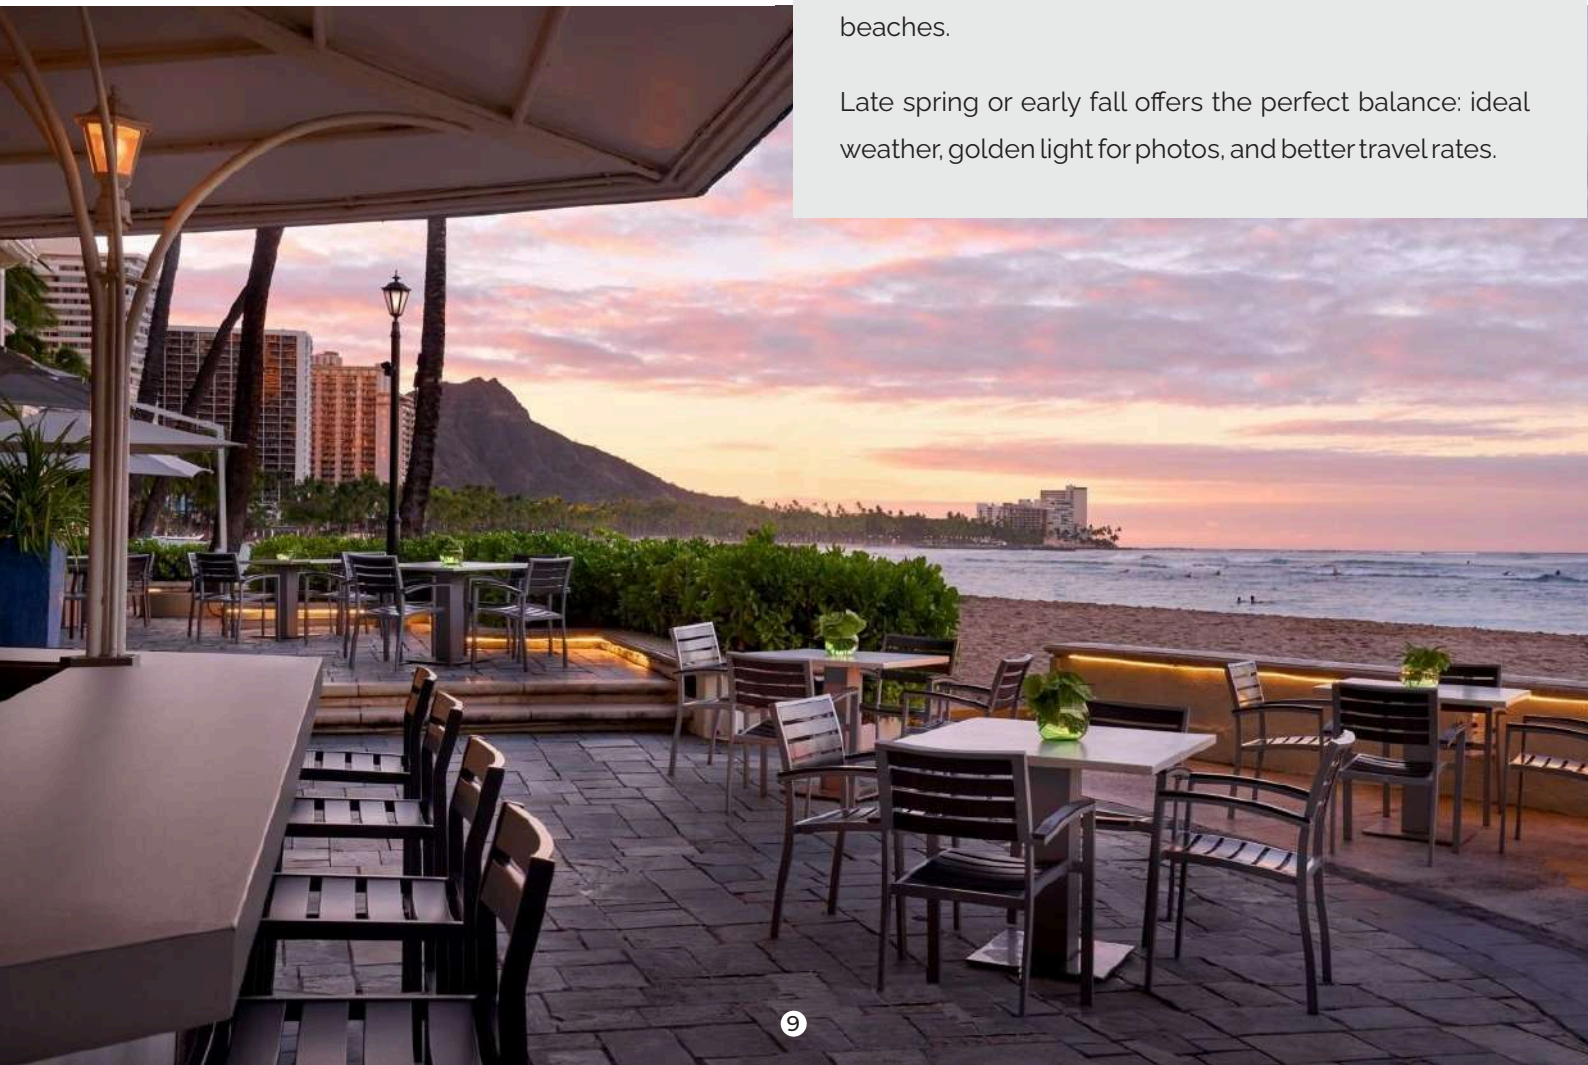 beaches.
Late spring or early fall offers the perfect balance: ideal
weather, golden light for photos, and better travel rates.
9